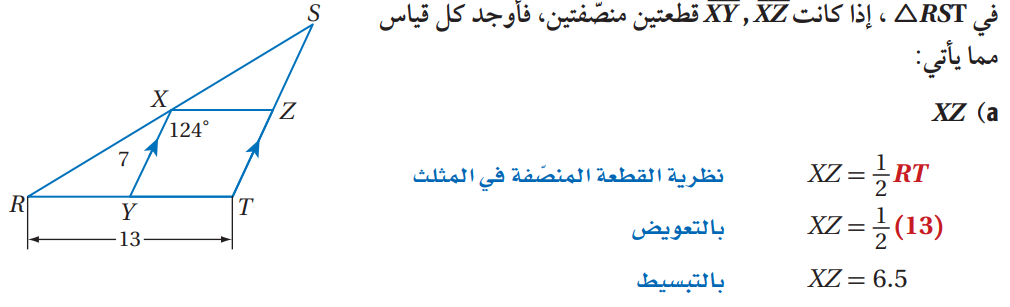 في △RST ، إذا كانت XY , XZ قطعتين منصّفتين، فأوجد كل قياس
مما يأتي:
XZ (a
XZ = 1/2 RT نظرية القطعة المنصّفة في المثلث
XZ = 1/2 (13) بالتعويض
XZ = 6.5 بالتبسيط
S
X
Z
124°
7
R
Y
T
13